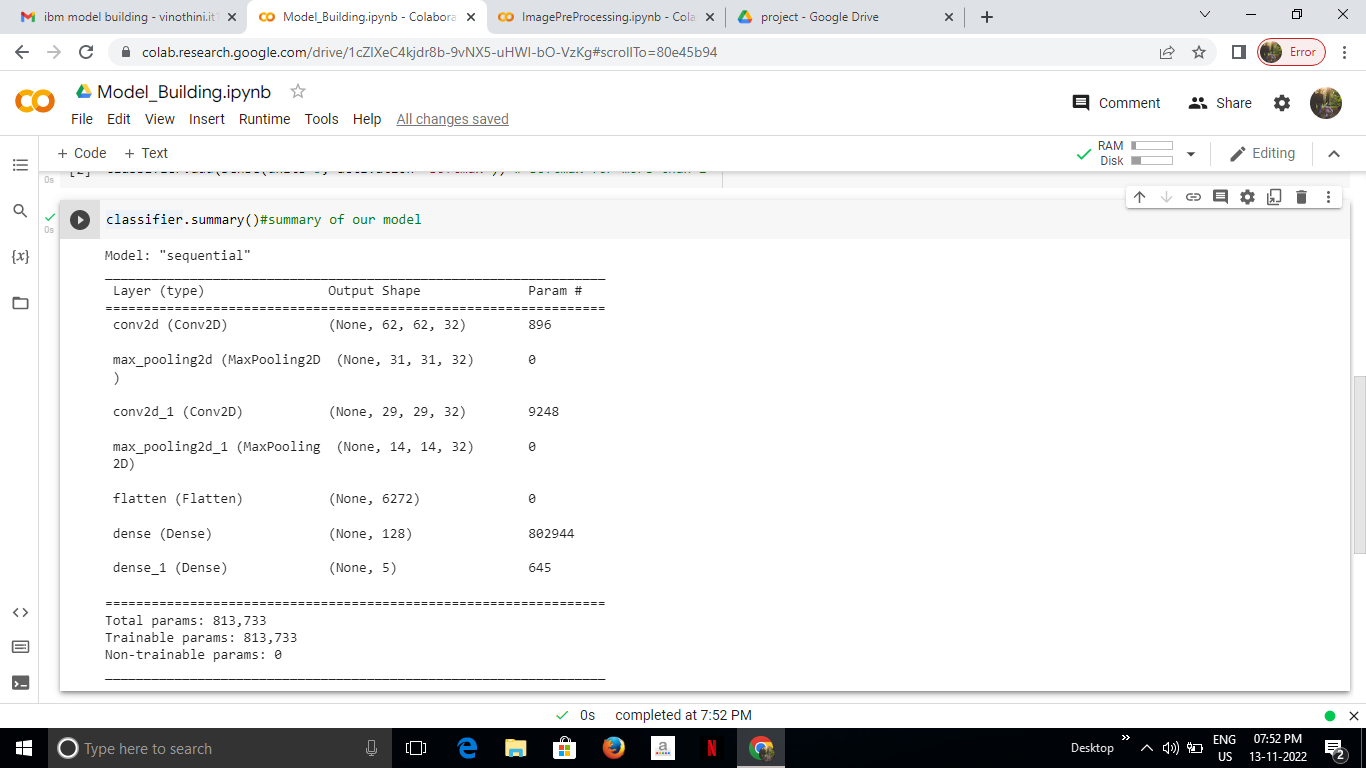 ibm model building - vinothini.it1
Model_Building.ipynb - Colabora
ImagePreProcessing.ipynb - Cola
project - Google Drive
colab.research.google.com/drive/1cZIXeC4kjdr8b-9vNX5-uHWI-bO-VzKg#scrollTo=80e45b94
Error
Model_Building.ipynb
Comment
Share
File Edit View Insert Runtime Tools Help All changes saved
+ Code + Text
RAM
Disk
Editing
0s
classifier.summary()#summary of our model
0s
{x}
Model: "sequential"
Layer (type) Output Shape Param #
=================================================================
conv2d (Conv2D) (None, 62, 62, 32) 896
max_pooling2d (MaxPooling2D (None, 31, 31, 32) 0
)
conv2d_1 (Conv2D) (None, 29, 29, 32) 9248
max_pooling2d_1 (MaxPooling (None, 14, 14, 32) 0
2D)
flatten (Flatten) (None, 6272) 0
dense (Dense) (None, 128) 802944
dense_1 (Dense) (None, 5) 645
=================================================================
Total params: 813,733
Trainable params: 813,733
Non-trainable params: 0
0s completed at 7:52 PM
Type here to search
a
N
Desktop
ENG
US
07:52 PM
13-11-2022
2